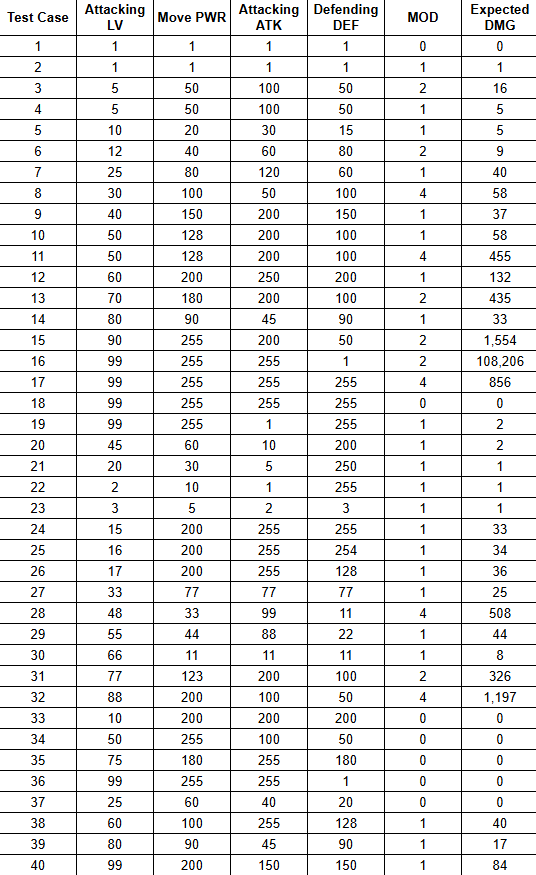 Test Case Attacking LV Move PWR Attacking ATK Defending DEF MOD Expected DMG
1 1 1 1 1 0 0
2 1 1 1 1 1 1
3 5 50 100 50 2 16
4 5 50 100 50 1 5
5 10 20 30 15 1 5
6 12 40 60 80 2 9
7 25 80 120 60 1 40
8 30 100 50 100 4 58
9 40 150 200 150 1 37
10 50 128 200 100 1 58
11 50 128 200 100 4 455
12 60 200 250 200 1 132
13 70 180 200 100 2 435
14 80 90 45 90 1 33
15 90 255 200 50 2 1,554
16 99 255 255 1 2 108,206
17 99 255 255 255 4 856
18 99 255 255 255 0 0
19 99 255 1 255 1 2
20 45 60 10 200 1 2
21 20 30 5 250 1 1
22 2 10 1 255 1 1
23 3 5 2 3 1 1
24 15 200 255 255 1 33
25 16 200 255 254 1 34
26 17 200 255 128 1 36
27 33 77 77 77 1 25
28 48 33 99 11 4 508
29 55 44 88 22 1 44
30 66 11 11 11 1 8
31 77 123 200 100 2 326
32 88 200 100 50 4 1,197
33 10 200 200 200 0 0
34 50 255 100 50 0 0
35 75 180 255 180 0 0
36 99 255 255 1 0 0
37 25 60 40 20 0 0
38 60 100 255 128 1 40
39 80 90 45 90 1 17
40 99 200 150 150 1 84